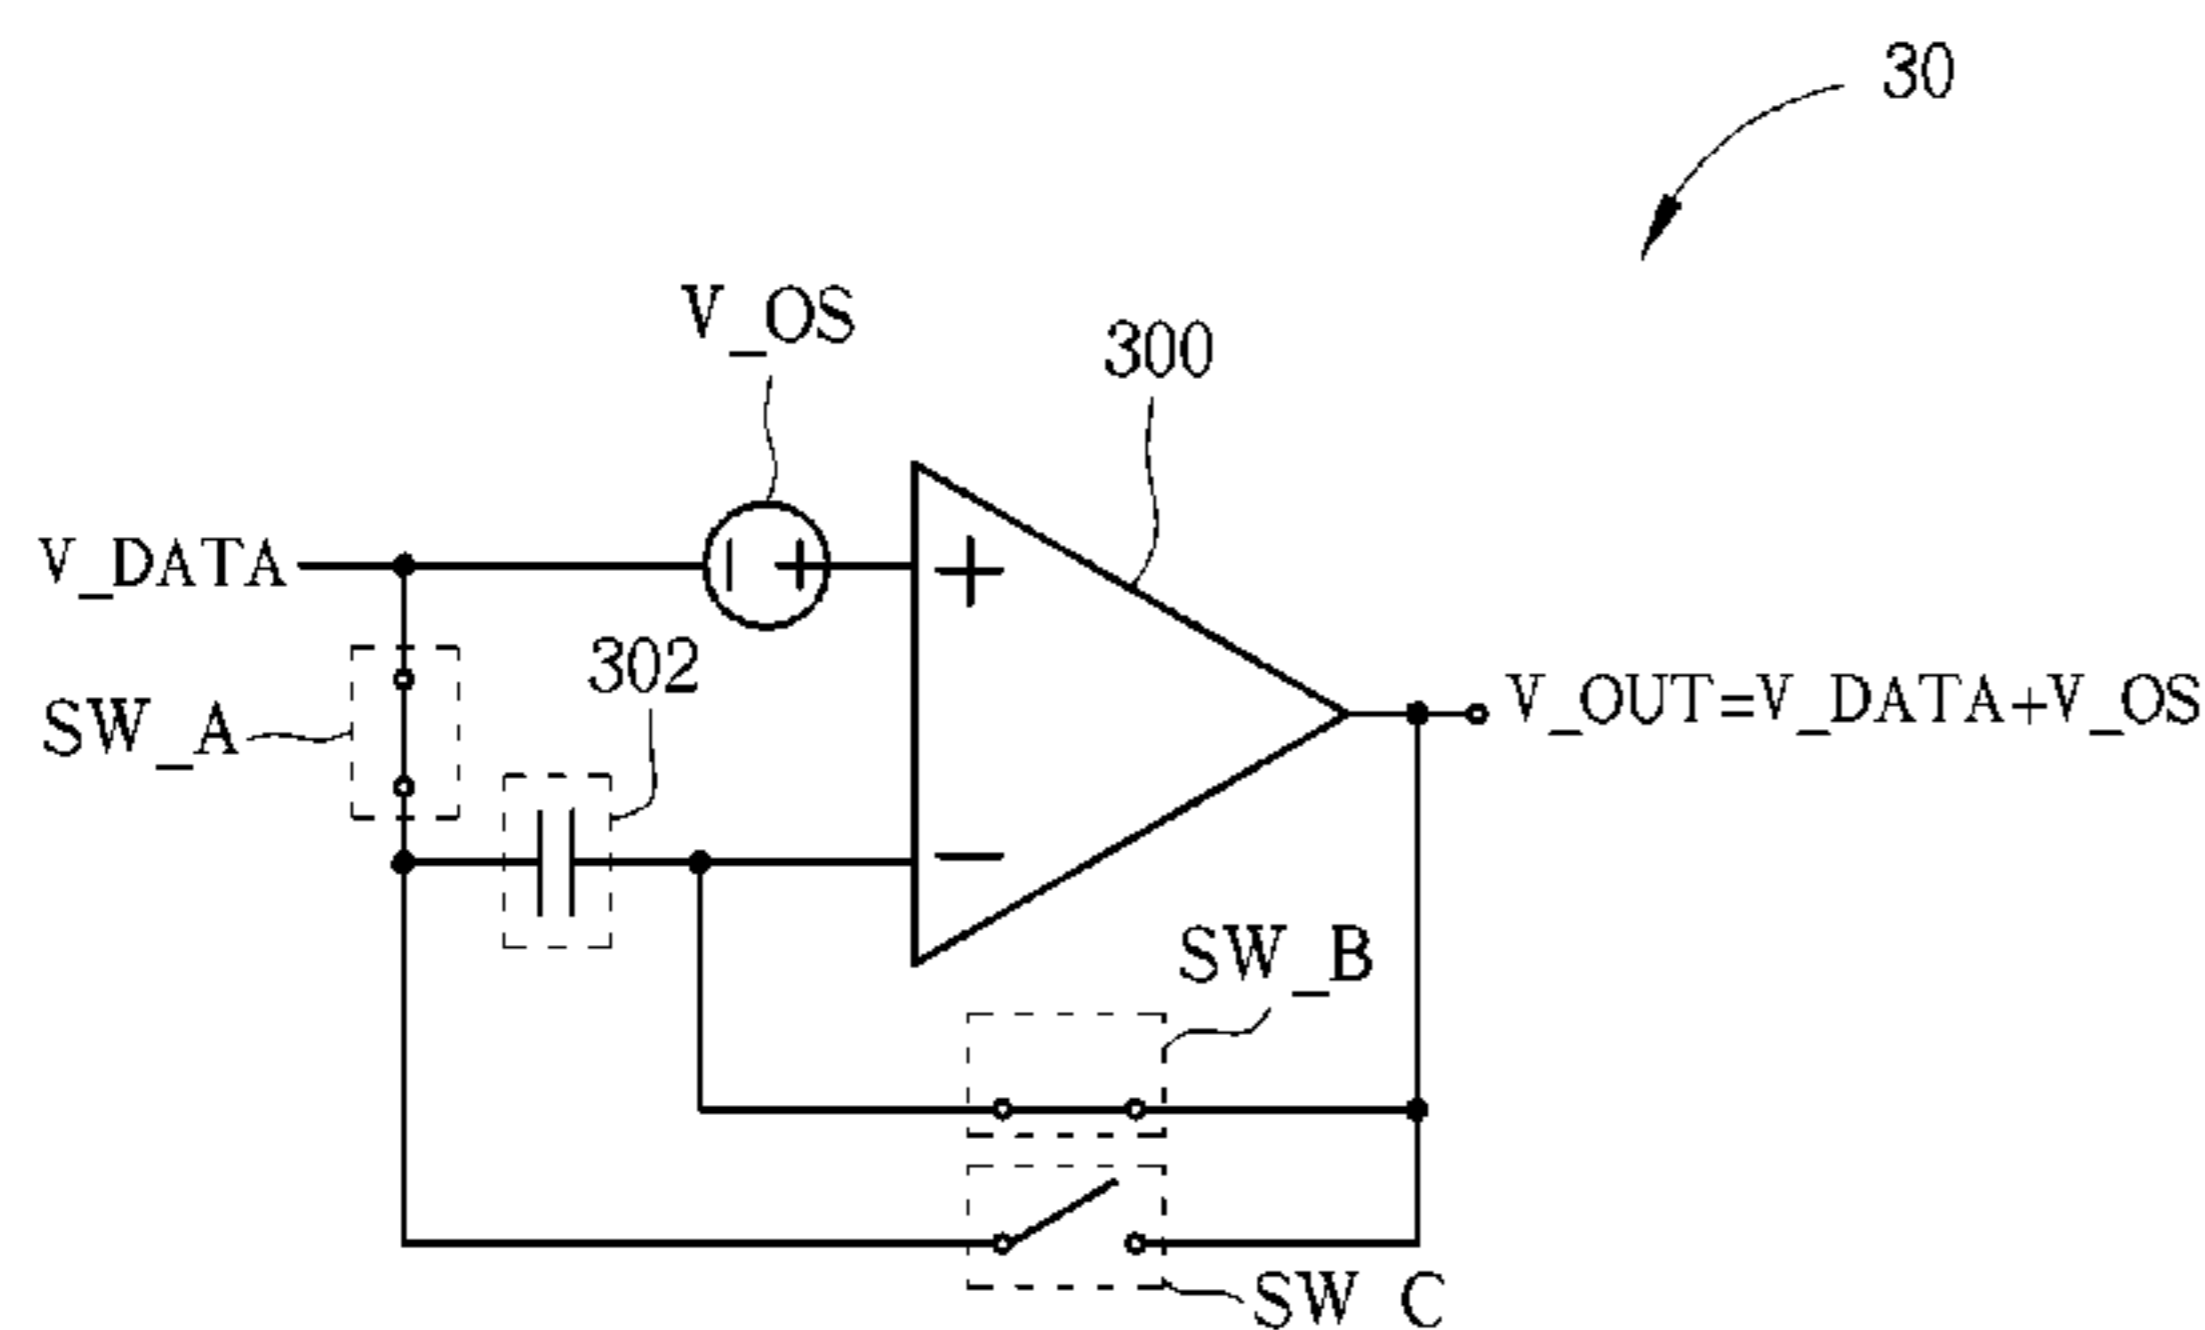 30
V_OS
300
V_DATA
+
302
SW_A
V_OUT=V_DATA+V_OS
SW_B
SW_C